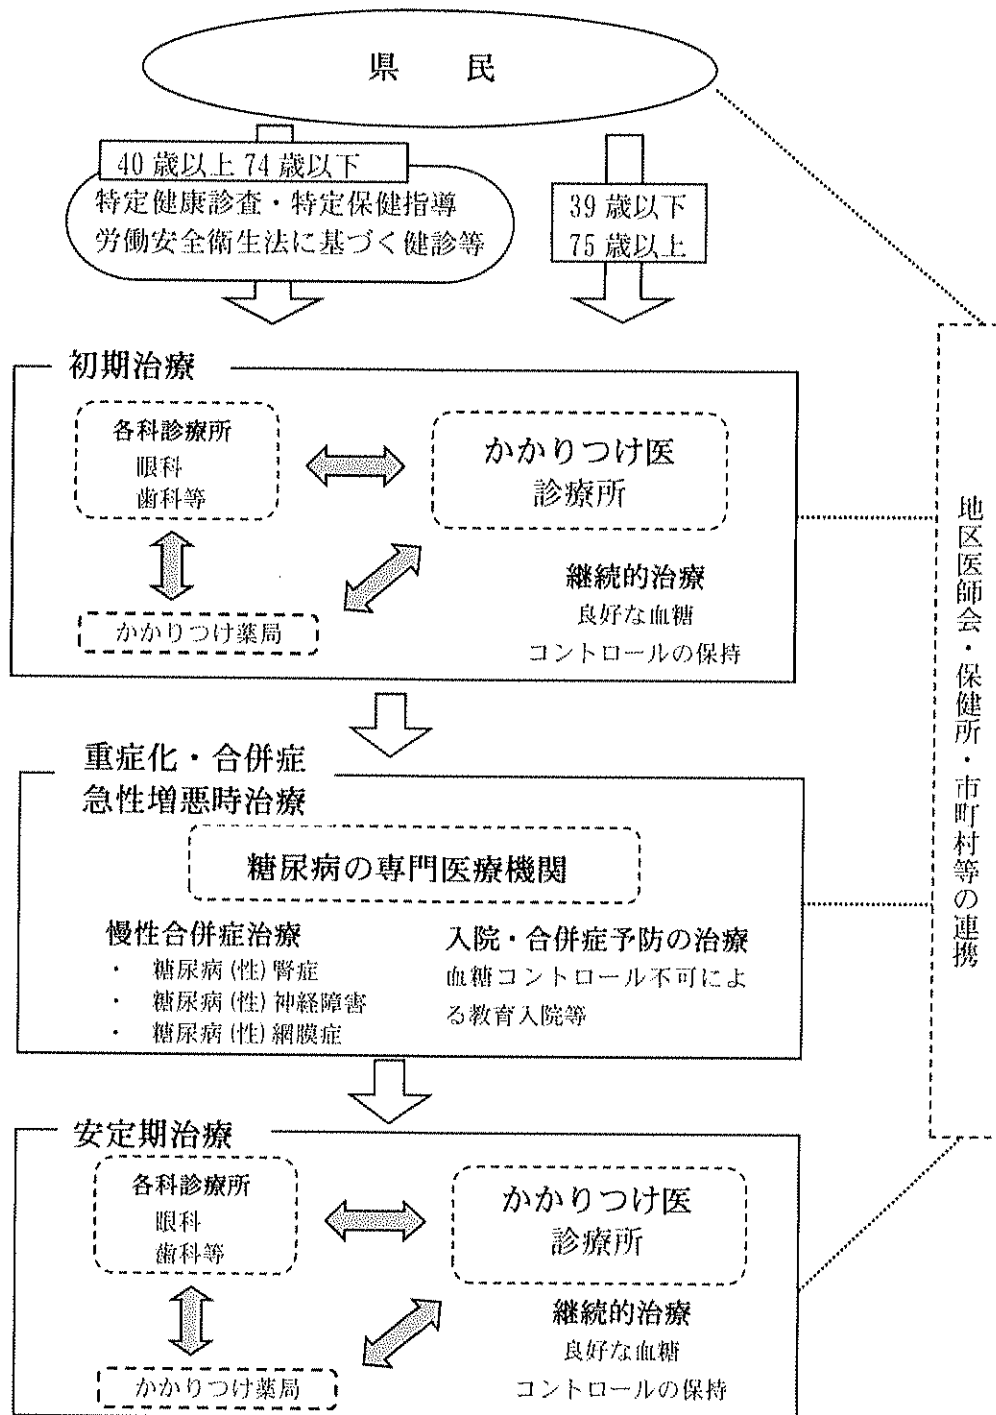 県　民
40 歳以上 74 歳以下
特定健康診査・特定保健指導
労働安全衛生法に基づく健診等
39 歳以下
75 歳以上
初期治療
各科診療所
眼科
歯科等
かかりつけ医
診療所
かかりつけ薬局
継続的治療
良好な血糖
コントロールの保持
重症化・合併症
急性増悪時治療
糖尿病の専門医療機関
慢性合併症治療
・　糖尿病(性)腎症
・　糖尿病(性)神経障害
・　糖尿病(性)網膜症
入院・合併症予防の治療
血糖コントロール不可によ
る教育入院等
安定期治療
各科診療所
眼科
歯科等
かかりつけ医
診療所
かかりつけ薬局
継続的治療
良好な血糖
コントロールの保持
地区医師会・保健所・市町村等の連携